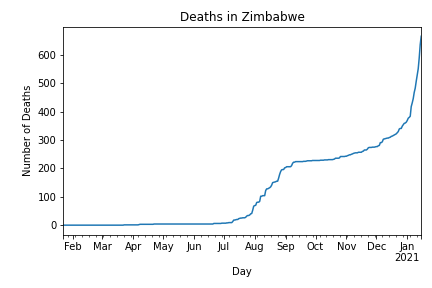 Deaths in Zimbabwe
600
500
400
300
200
100
0
Number of Deaths
Feb Mar Apr May Jun Jul Aug Sep Oct Nov Dec Jan
2021
Day